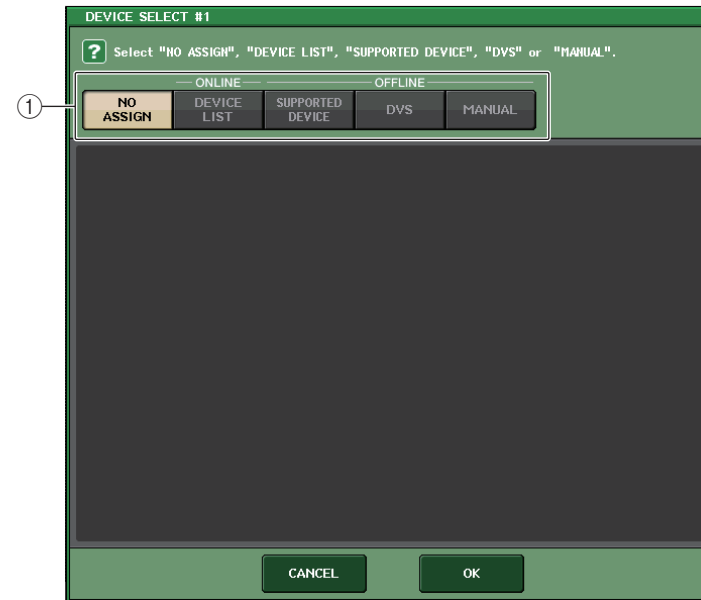 DEVICE SELECT #1
? Select "NO ASSIGN", "DEVICE LIST", "SUPPORTED DEVICE", "DVS" or "MANUAL".
ONLINE OFFLINE
①
NO ASSIGN
DEVICE LIST
SUPPORTED DEVICE
DVS
MANUAL
CANCEL OK